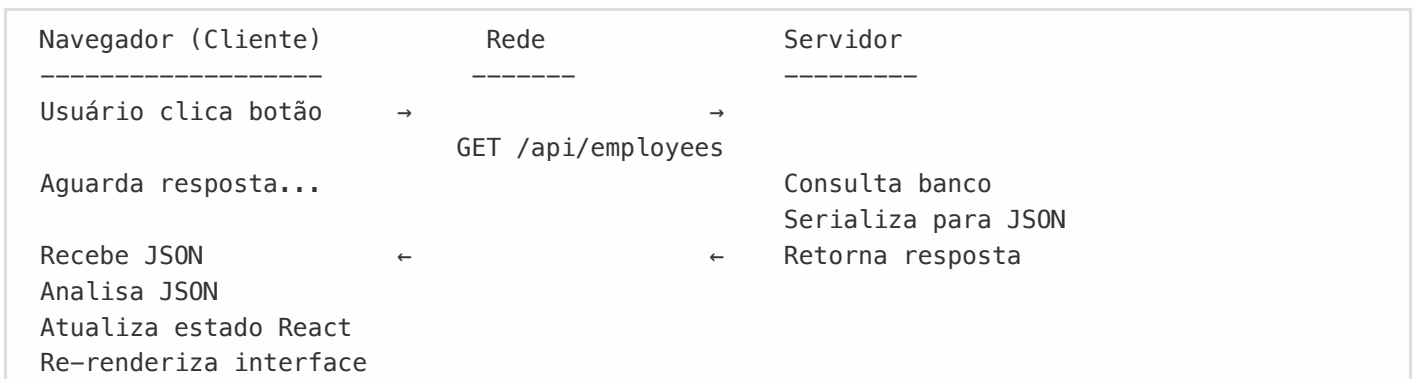 Navegador (Cliente)           Rede                Servidor
-------------------          -------              ---------
Usuário clica botão     →                    →
                            GET /api/employees
Aguarda resposta...                               Consulta banco
                                                  Serializa para JSON
Recebe JSON             ←                    ←    Retorna resposta
Analisa JSON
Atualiza estado React
Re-renderiza interface